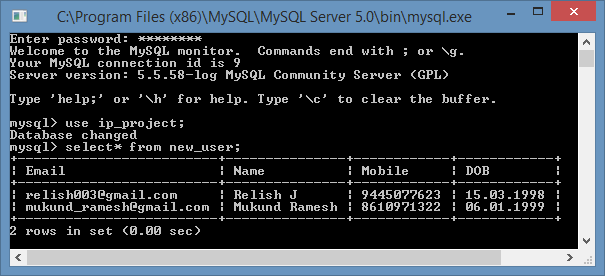 C:\Program Files (x86)\MySQL\MySQL Server 5.0\bin\mysql.exe
Enter password: ********
Welcome to the MySQL monitor.  Commands end with ; or \g.
Your MySQL connection id is 9
Server version: 5.5.58-log MySQL Community Server (GPL)
Type 'help;' or '\h' for help. Type '\c' to clear the buffer.
mysql> use ip_project;
Database changed
mysql> select* from new_user;
+------------------------+--------------+------------+------------+
| Email                  | Name         | Mobile     | DOB        |
+------------------------+--------------+------------+------------+
| relish003@gmail.com    | Relish J     | 9445077623 | 15.03.1998 |
| mukund_ramesh@gmail.com | Mukund Ramesh | 8610971322 | 06.01.1999 |
+------------------------+--------------+------------+------------+
2 rows in set (0.00 sec)